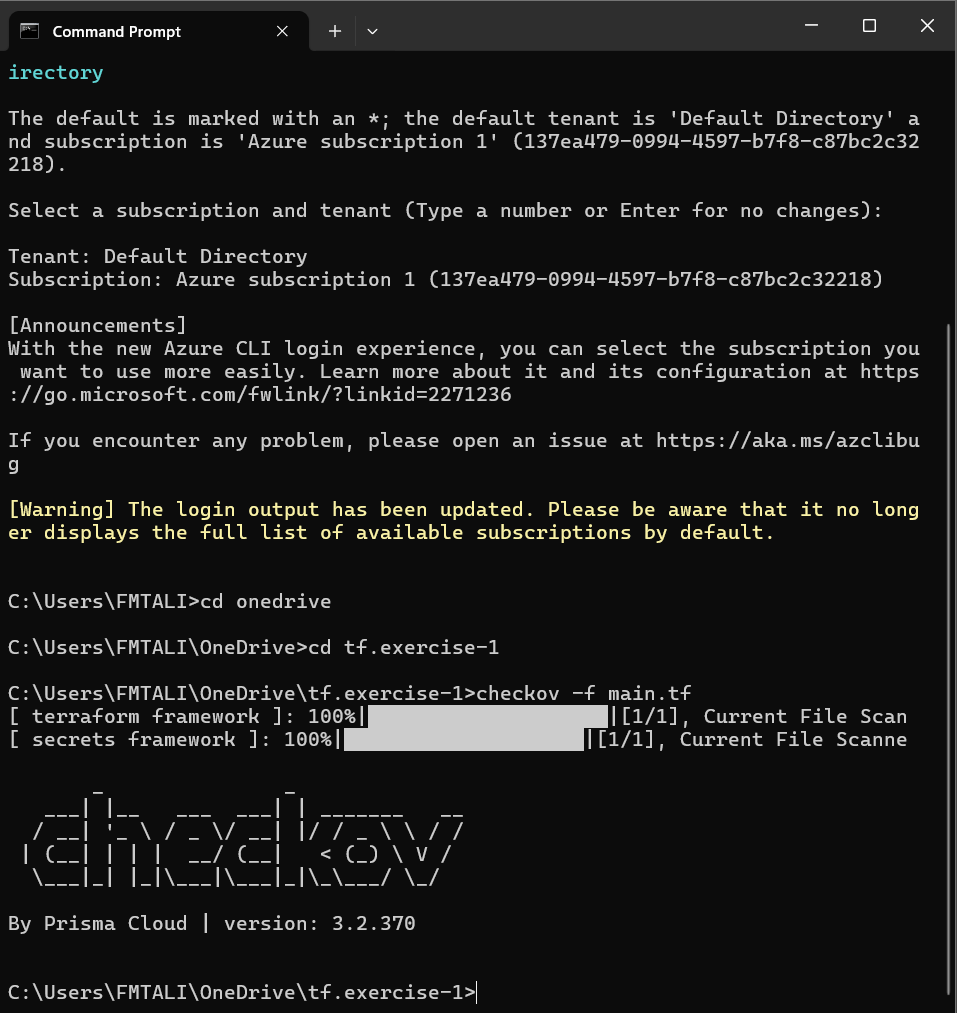 Command Prompt
irectory
The default is marked with an *; the default tenant is 'Default Directory' a
nd subscription is 'Azure subscription 1' (137ea479-0994-4597-b7f8-c87bc2c32
218).
Select a subscription and tenant (Type a number or Enter for no changes):
Tenant: Default Directory
Subscription: Azure subscription 1 (137ea479-0994-4597-b7f8-c87bc2c32218)
[Announcements]
With the new Azure CLI login experience, you can select the subscription you
 want to use more easily. Learn more about it and its configuration at https
://go.microsoft.com/fwlink/?linkid=2271236
If you encounter any problem, please open an issue at https://aka.ms/azclibu
g
[Warning] The login output has been updated. Please be aware that it no long
er displays the full list of available subscriptions by default.
C:\Users\FMTALI>cd onedrive
C:\Users\FMTALI\OneDrive>cd tf.exercise-1
C:\Users\FMTALI\OneDrive\tf.exercise-1>checkov -f main.tf
[ terraform framework ]: 100%|████████████████████|[1/1], Current File Scan
[ secrets framework ]: 100%|████████████████████|[1/1], Current File Scanne
checkov
By Prisma Cloud | version: 3.2.370
C:\Users\FMTALI\OneDrive\tf.exercise-1>